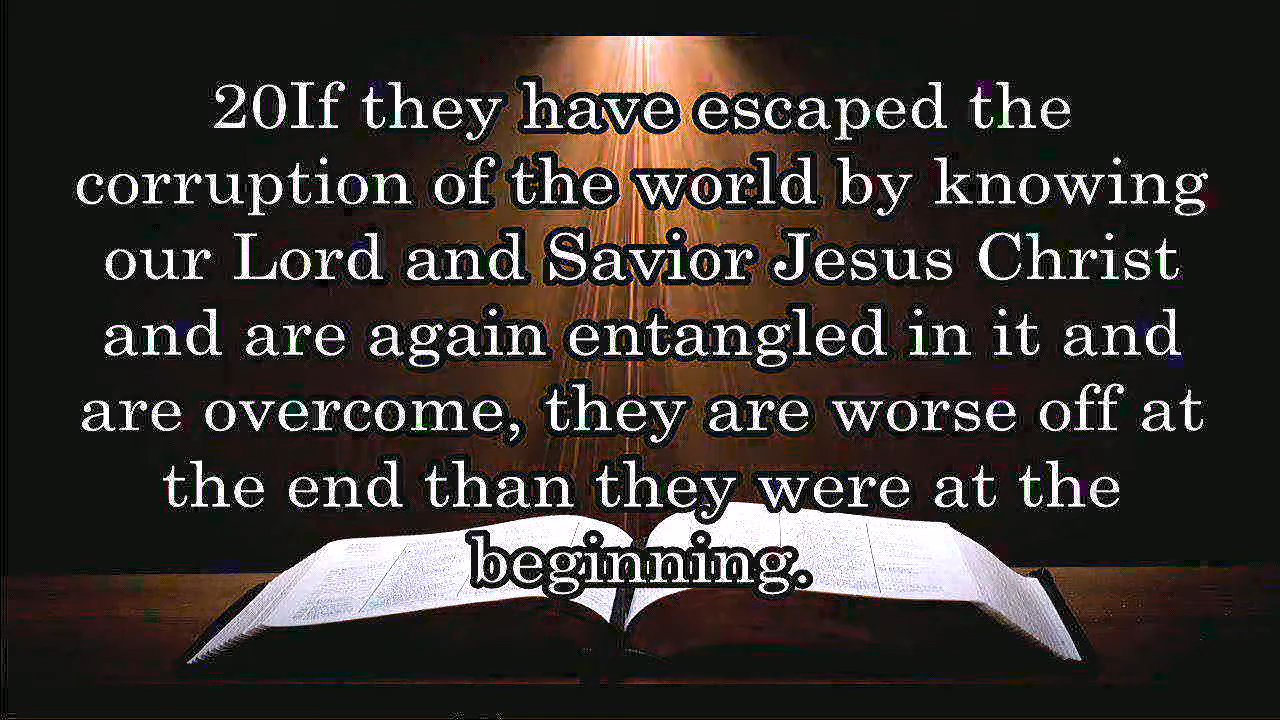 20If they have escaped the
corruption of the world by knowing
our Lord and Savior Jesus Christ
and are again entangled in it and
are overcome, they are worse off at
the end than they were at the
beginning.